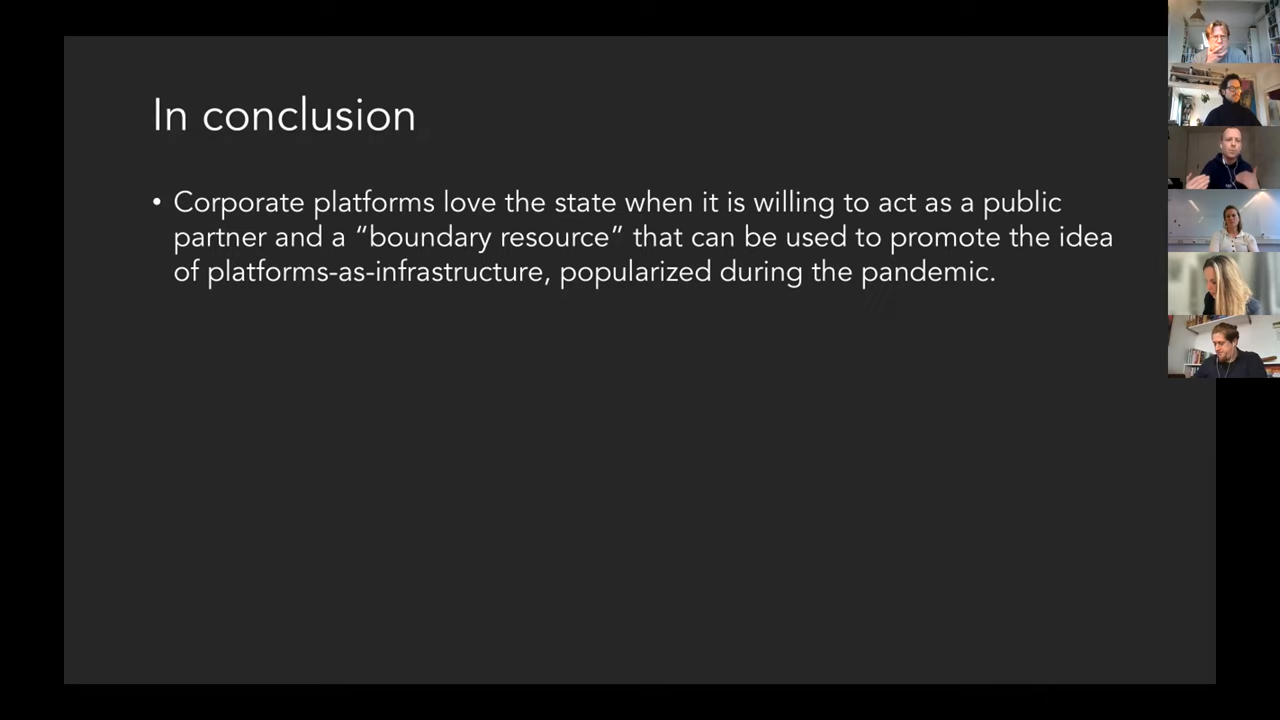 In conclusion
• Corporate platforms love the state when it is willing to act as a public
partner and a “boundary resource” that can be used to promote the idea
of platforms-as-infrastructure, popularized during the pandemic.